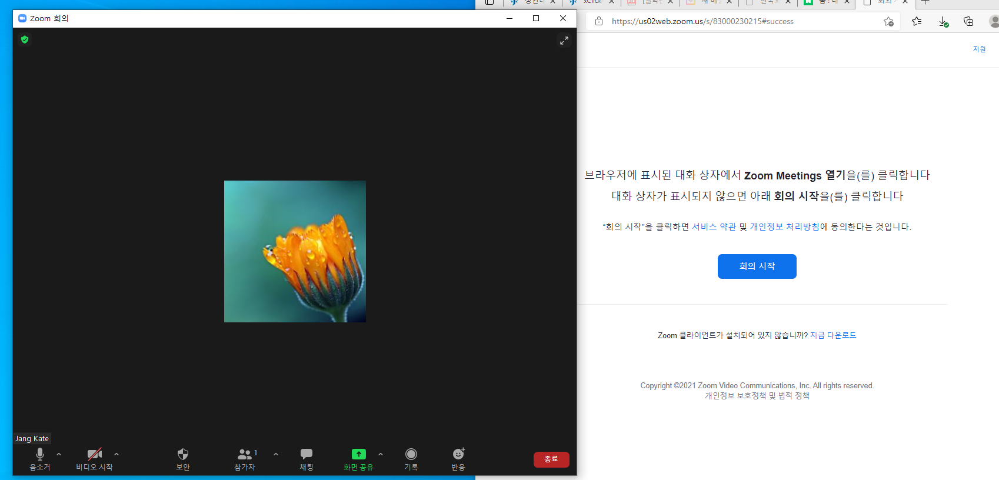 Zoom 회의
Jang Kate
음소거
비디오 시작
보안
1
참가자
채팅
화면 공유
기록
반응
종료
https://us02web.zoom.us/s/83000230215#success
지원
브라우저에 표시된 대화 상자에서 Zoom Meetings 열기을(를) 클릭합니다
대화 상자가 표시되지 않으면 아래 회의 시작을(를) 클릭합니다
“회의 시작”을 클릭하면 서비스 약관 및 개인정보 처리방침에 동의한다는 것입니다.
회의 시작
Zoom 클라이언트가 설치되어 있지 않습니까? 지금 다운로드
Copyright ©2021 Zoom Video Communications, Inc. All rights reserved.
개인정보 보호정책 및 법적 정책